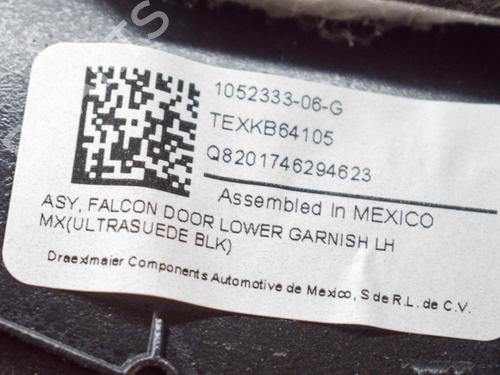 1052333-06-G
TEXKB64105
Q8201746294623
Assembled In MEXICO
ASY, FALCON DOOR LOWER GARNISH LH
MX(ULTRASUEDE BLK)
Draexlmaier Components Automotive de Mexico, S de R.L. de C.V.